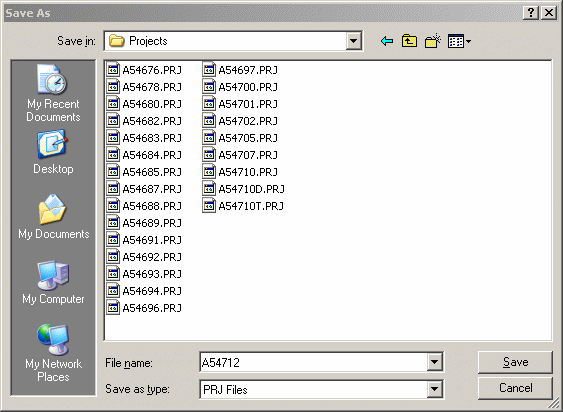 Save As
Save in: Projects
My Recent
Documents
Desktop
My Documents
My Computer
My Network
Places
A54676.PRJ
A54678.PRJ
A54680.PRJ
A54682.PRJ
A54683.PRJ
A54684.PRJ
A54685.PRJ
A54687.PRJ
A54688.PRJ
A54689.PRJ
A54691.PRJ
A54692.PRJ
A54693.PRJ
A54694.PRJ
A54696.PRJ
A54697.PRJ
A54700.PRJ
A54701.PRJ
A54702.PRJ
A54705.PRJ
A54707.PRJ
A54710.PRJ
A54710D.PRJ
A54710T.PRJ
File name: A54712
Save
Save as type: PRJ Files
Cancel